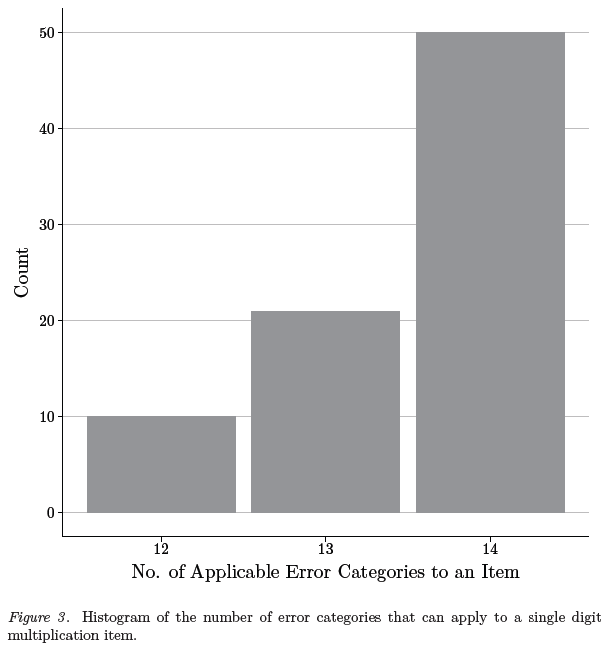 50
40
30
20
10
0
Count
12 13 14
No. of Applicable Error Categories to an Item
Figure 3. Histogram of the number of error categories that can apply to a single digit
multiplication item.